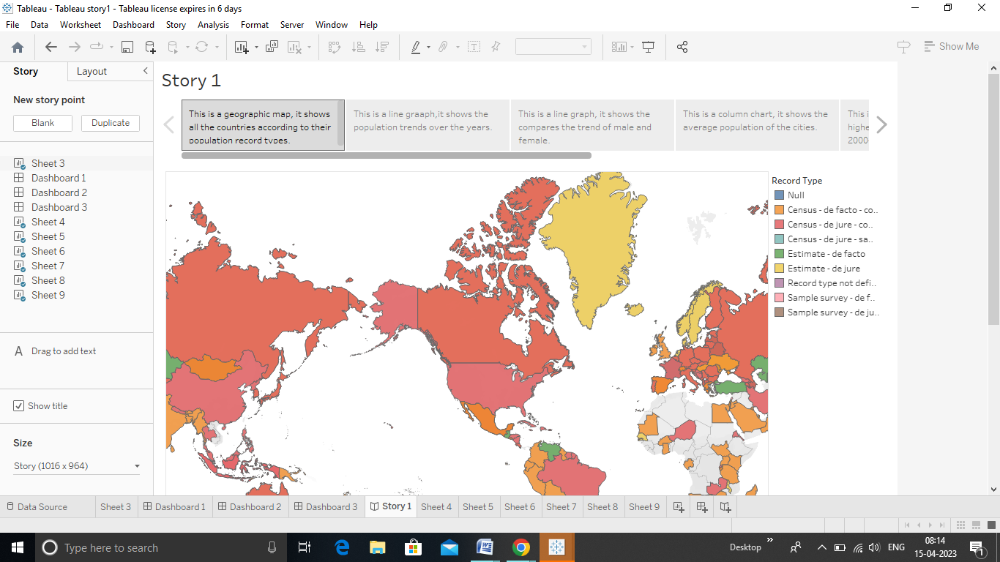 Tableau - Tableau story1 - Tableau license expires in 6 days
File Data Worksheet Dashboard Story Analysis Format Server Window Help
Show Me
Story Layout
New story point
Blank Duplicate
Sheet 3
Dashboard 1
Dashboard 2
Dashboard 3
Sheet 4
Sheet 5
Sheet 6
Sheet 7
Sheet 8
Sheet 9
A Drag to add text
Show title
Size
Story (1016 x 964)
Story 1
This is a geographic map, it shows
all the countries according to their
population record types.
This is a line graaph,it shows the
population trends over the years.
This is a line graph, it shows the
compares the trend of male and
female.
This is a column chart, it shows the
average population of the cities.
This i
highe
2000
Record Type
Null
Census - de facto - co..
Census - de jure - co..
Census - de jure - sa..
Estimate - de facto
Estimate - de jure
Record type not defi..
Sample survey - de f..
Sample survey - de ju..
Data Source Sheet 3 Dashboard 1 Dashboard 2 Dashboard 3 Story 1 Sheet 4 Sheet 5 Sheet 6 Sheet 7 Sheet 8 Sheet 9
Type here to search
Desktop
ENG
08:14
15-04-2023
1